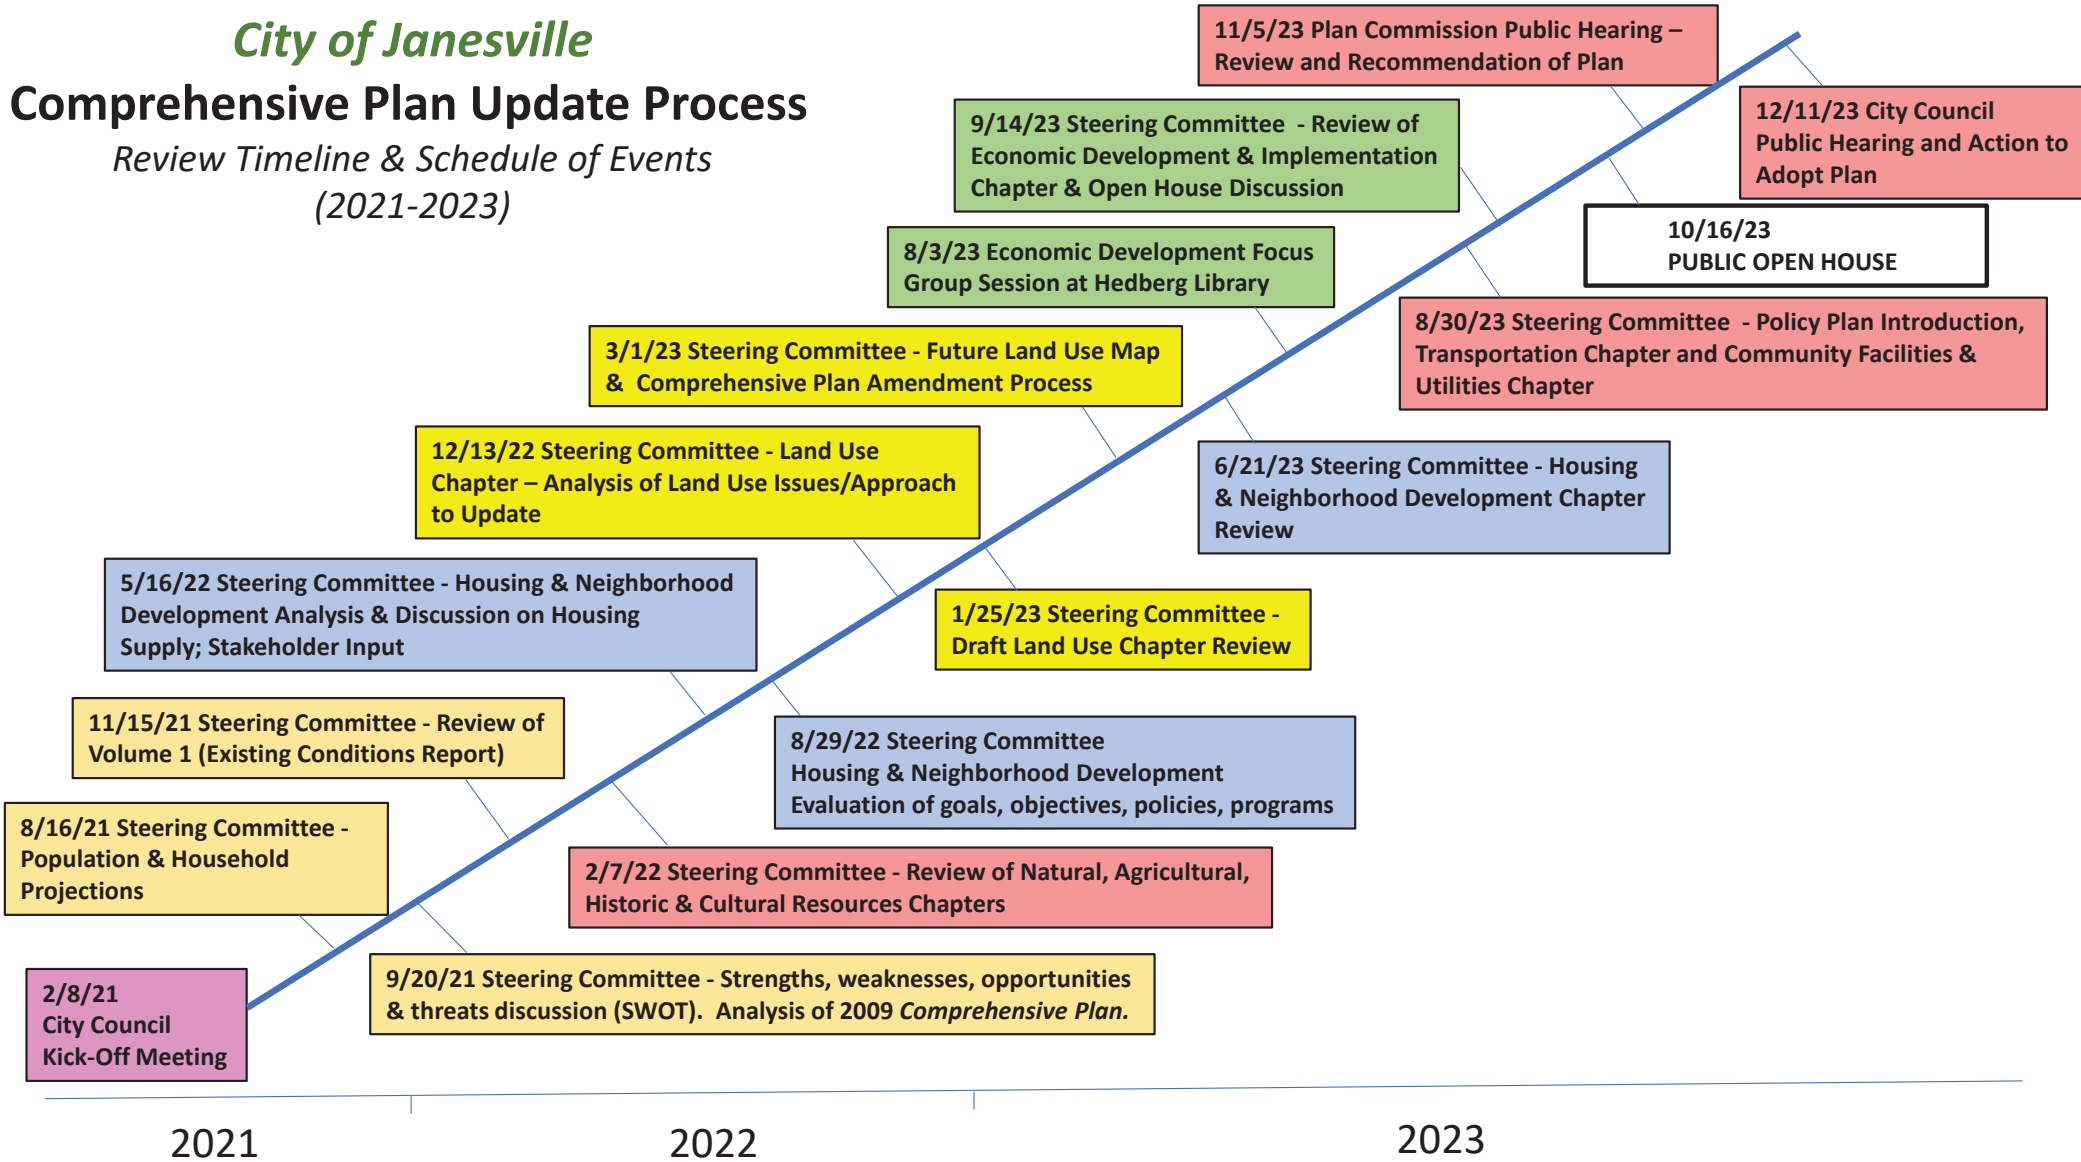 City of Janesville
Comprehensive Plan Update Process
Review Timeline & Schedule of Events
(2021-2023)
11/5/23 Plan Commission Public Hearing –
Review and Recommendation of Plan
12/11/23 City Council
Public Hearing and Action to
Adopt Plan
9/14/23 Steering Committee - Review of
Economic Development & Implementation
Chapter & Open House Discussion
10/16/23
PUBLIC OPEN HOUSE
8/3/23 Economic Development Focus
Group Session at Hedberg Library
8/30/23 Steering Committee - Policy Plan Introduction,
Transportation Chapter and Community Facilities &
Utilities Chapter
3/1/23 Steering Committee - Future Land Use Map
& Comprehensive Plan Amendment Process
6/21/23 Steering Committee - Housing
& Neighborhood Development Chapter
Review
12/13/22 Steering Committee - Land Use
Chapter – Analysis of Land Use Issues/Approach
to Update
1/25/23 Steering Committee -
Draft Land Use Chapter Review
5/16/22 Steering Committee - Housing & Neighborhood
Development Analysis & Discussion on Housing
Supply; Stakeholder Input
8/29/22 Steering Committee
Housing & Neighborhood Development
Evaluation of goals, objectives, policies, programs
11/15/21 Steering Committee - Review of
Volume 1 (Existing Conditions Report)
2/7/22 Steering Committee - Review of Natural, Agricultural,
Historic & Cultural Resources Chapters
8/16/21 Steering Committee -
Population & Household
Projections
9/20/21 Steering Committee - Strengths, weaknesses, opportunities
& threats discussion (SWOT). Analysis of 2009 Comprehensive Plan.
2/8/21
City Council
Kick-Off Meeting
2021
2022
2023